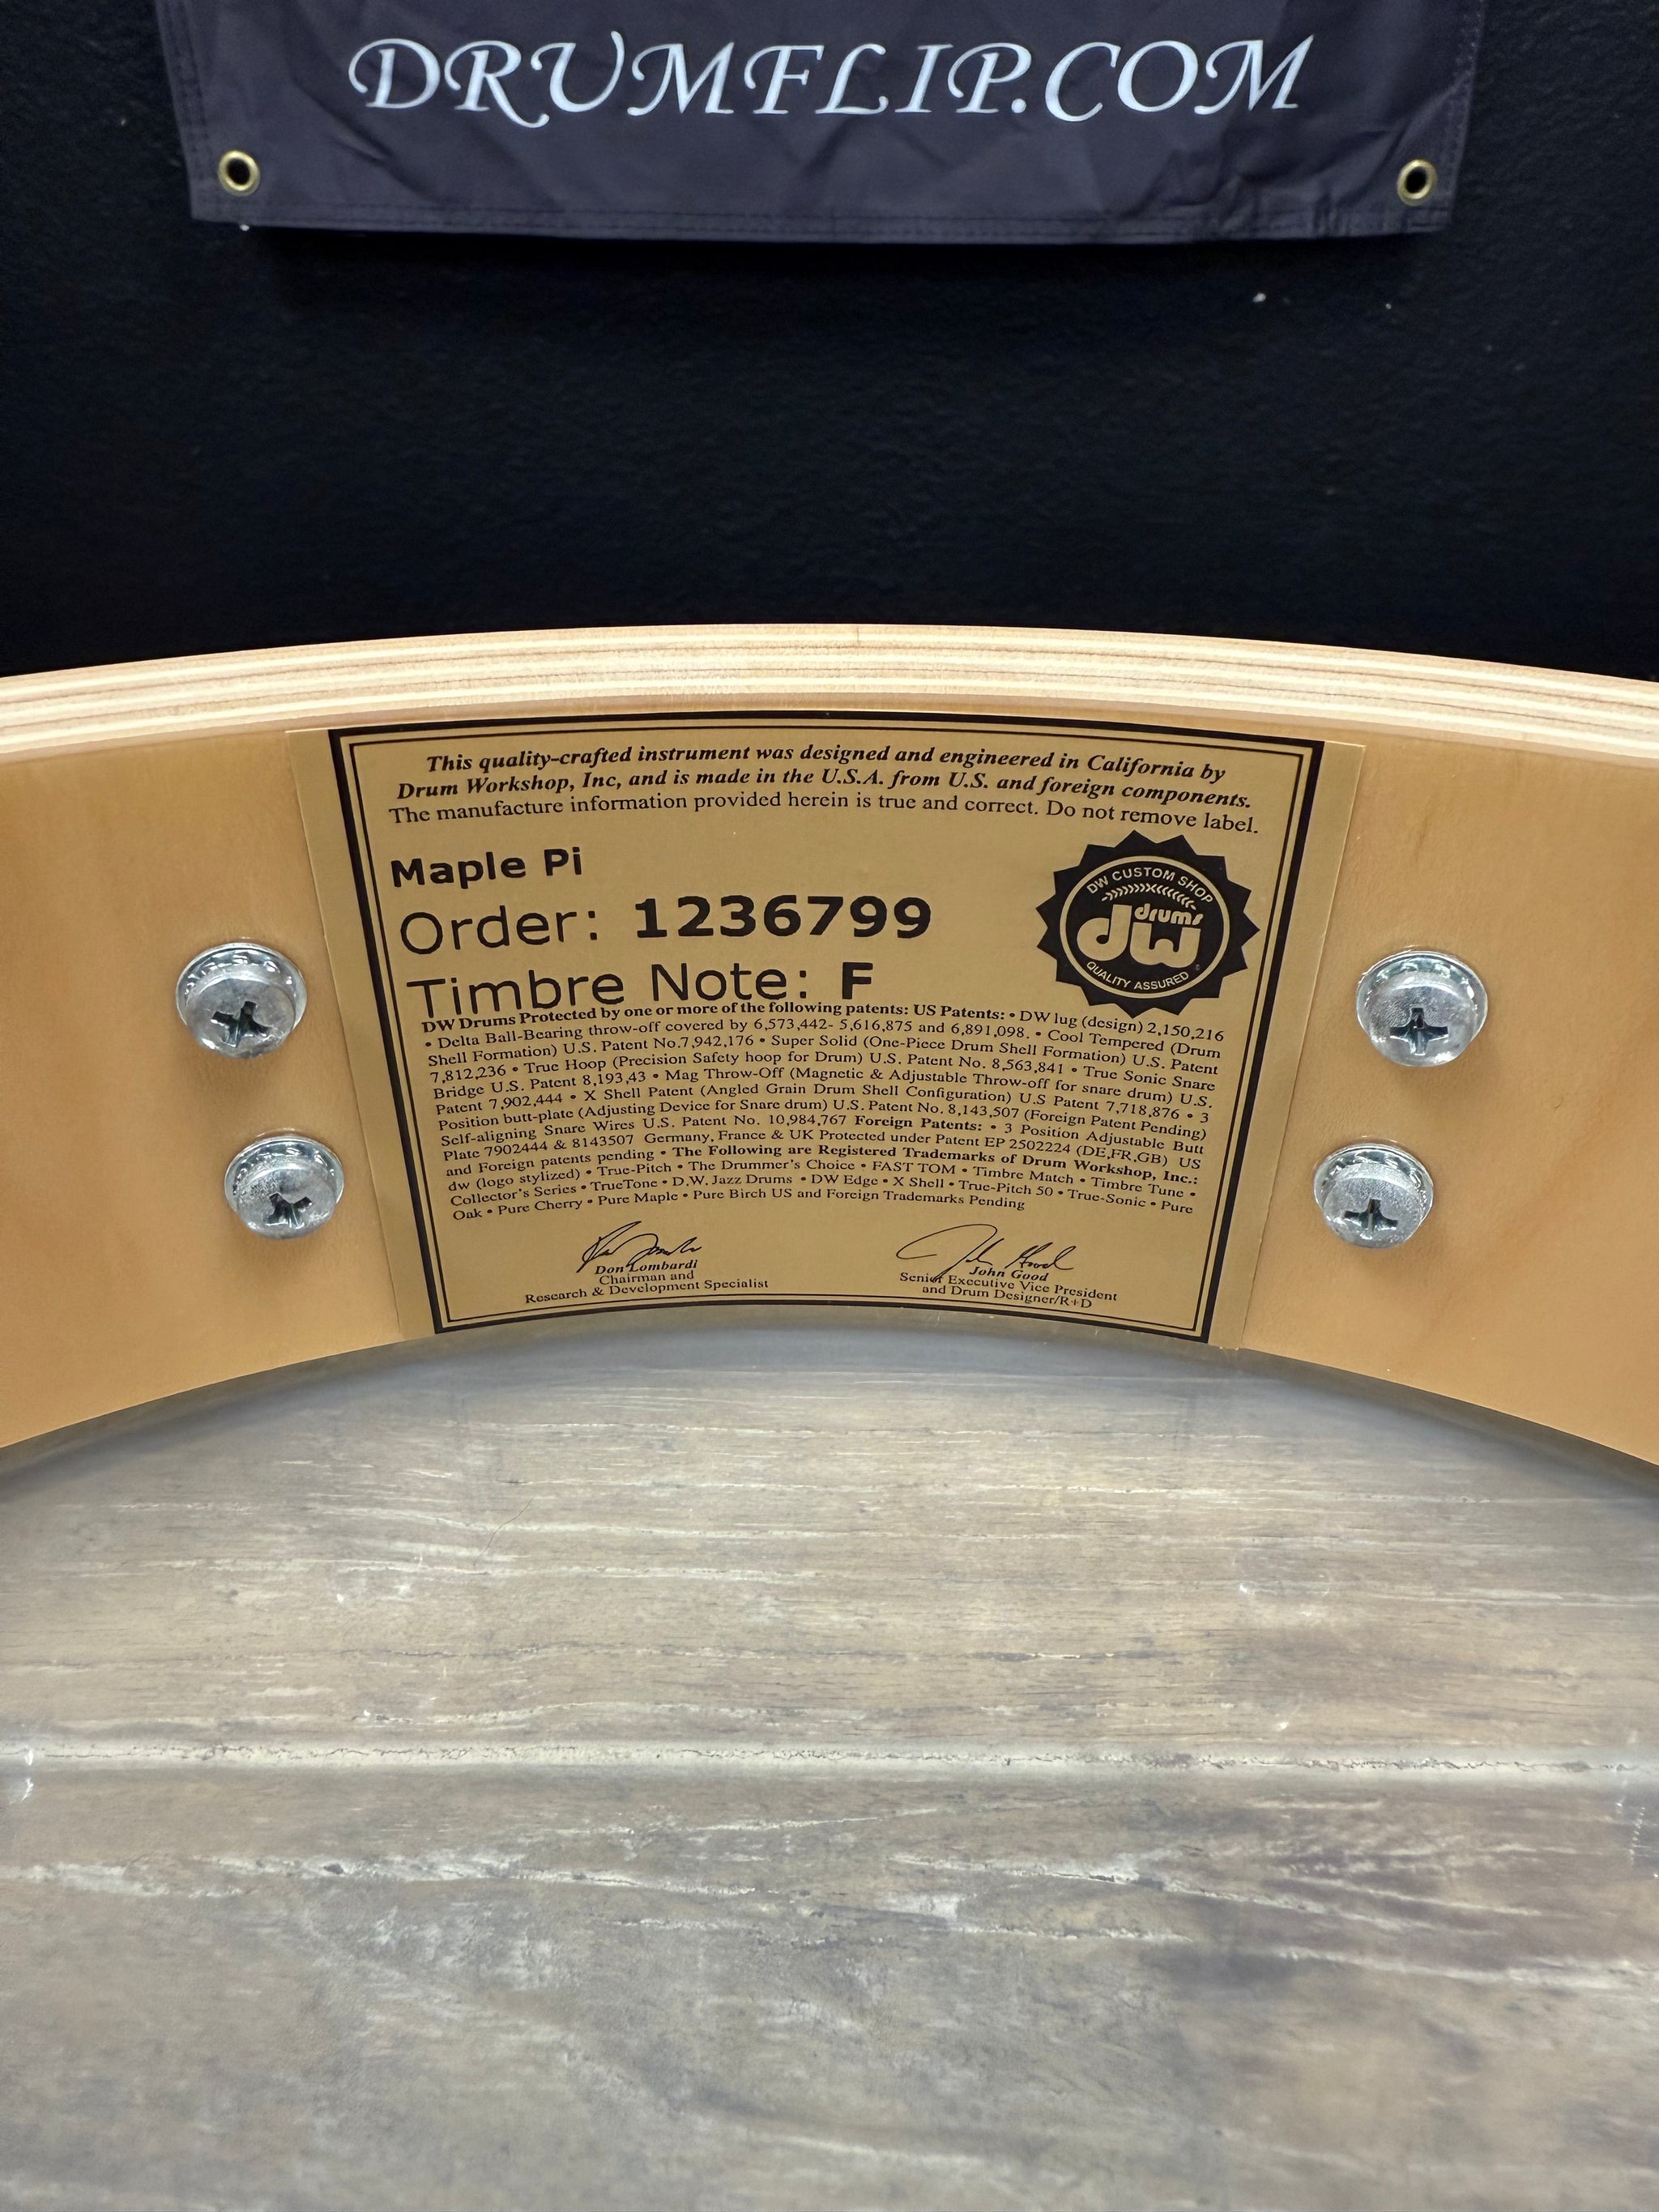 DRUMFLIP.COM
This quality-crafted instrument was designed and engineered in California by
Drum Workshop, Inc, and is made in the U.S.A. from U.S. and foreign components.
The manufacture information provided herein is true and correct. Do not remove label.
Maple Pi
Order: 1236799
Timbre Note: F
DW CUSTOM SHOP
drums
dw
QUALITY ASSURED
DW Drums Protected by one or more of the following patents: US Patents: • DW lug (design) 2,150,216
• Delta Ball-Bearing throw-off covered by 6,573,442- 5,616,875 and 6,891,098. • Cool Tempered (Drum
Shell Formation) U.S. Patent No.7,942,176 • Super Solid (One-Piece Drum Shell Formation) U.S. Patent
7,812,236 • True Hoop (Precision Safety hoop for Drum) U.S. Patent No. 8,563,841 • True Sonic Snare
Bridge U.S. Patent 8,193,43 • Mag Throw-Off (Magnetic & Adjustable Throw-off for snare drum) U.S.
Patent 7,902,444 • X Shell Patent (Angled Grain Drum Shell Configuration) U.S Patent 7,718,876 • 3
Position butt-plate (Adjusting Device for Snare drum) U.S. Patent No. 8,143,507 (Foreign Patent Pending)
Self-aligning Snare Wires U.S. Patent No. 10,984,767 Foreign Patents: • 3 Position Adjustable Butt
Plate 7902444 & 8143507 Germany, France & UK Protected under Patent EP 2502224 (DE,FR,GB) US
and Foreign patents pending • The Following are Registered Trademarks of Drum Workshop, Inc.:
dw (logo stylized) • True-Pitch • The Drummer's Choice • FAST TOM • Timbre Match • Timbre Tune •
Collector's Series • TrueTone • D.W. Jazz Drums • DW Edge • X Shell • True-Pitch 50 • True-Sonic • Pure
Oak • Pure Cherry • Pure Maple • Pure Birch US and Foreign Trademarks Pending
Don Lombardi
Chairman and
Research & Development Specialist
John Good
John Good
Senior Executive Vice President
and Drum Designer/R+D